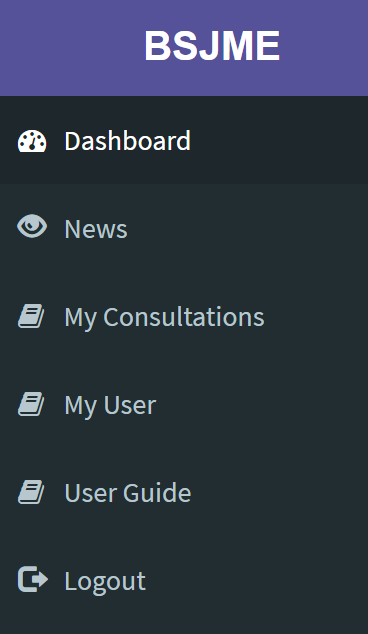 BSJME
Dashboard
News
My Consultations
My User
User Guide
Logout